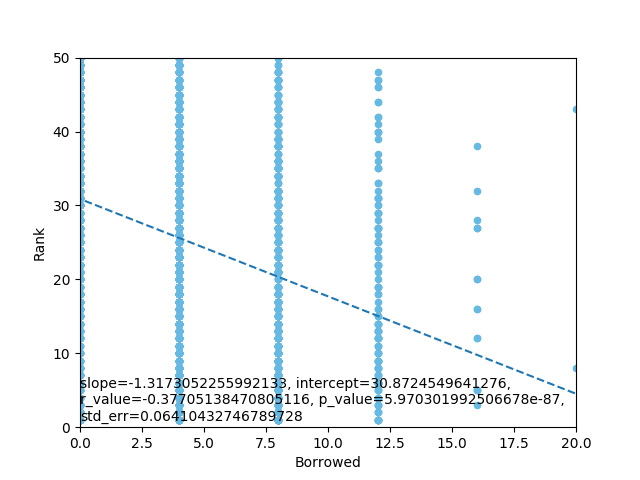 50
40
30
20
10
0
Rank
slope=-1.3173052255992133, intercept=30.8724549641276,
r_value=-0.37705138470805116, p_value=5.970301992506678e-87,
std_err=0.06410432746789728
0.0 2.5 5.0 7.5 10.0 12.5 15.0 17.5 20.0
Borrowed